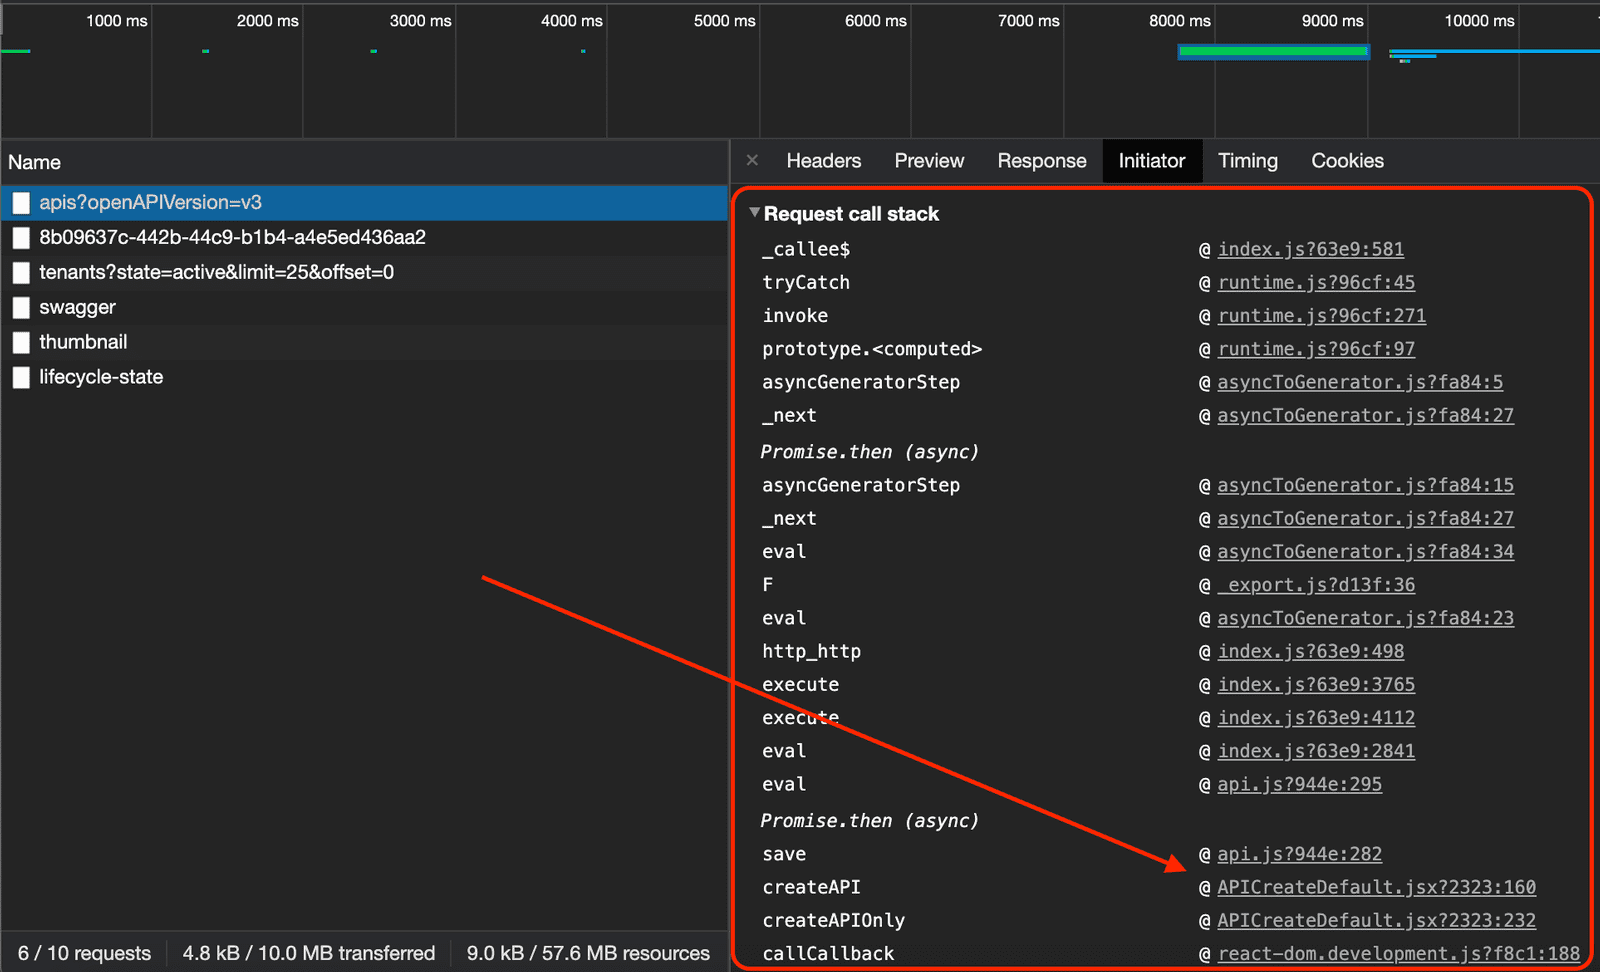 1000 ms 2000 ms 3000 ms 4000 ms 5000 ms 6000 ms 7000 ms 8000 ms 9000 ms 10000 ms
Name
× Headers Preview Response Initiator Timing Cookies
apis?openAPIVersion=v3
8b09637c-442b-44c9-b1b4-a4e5ed436aa2
tenants?state=active&limit=25&offset=0
swagger
thumbnail
lifecycle-state
Request call stack
_callee$ @ index.js?63e9:581
tryCatch @ runtime.js?96cf:45
invoke @ runtime.js?96cf:271
prototype.<computed> @ runtime.js?96cf:97
asyncGeneratorStep @ asyncToGenerator.js?fa84:5
_next @ asyncToGenerator.js?fa84:27
Promise.then (async)
asyncGeneratorStep @ asyncToGenerator.js?fa84:15
_next @ asyncToGenerator.js?fa84:27
eval @ asyncToGenerator.js?fa84:34
F @ _export.js?d13f:36
eval @ asyncToGenerator.js?fa84:23
http_http @ index.js?63e9:498
execute @ index.js?63e9:3765
execute @ index.js?63e9:4112
eval @ index.js?63e9:2841
eval @ api.js?944e:295
Promise.then (async)
save @ api.js?944e:282
createAPI @ APICreateDefault.jsx?2323:160
createAPIOnly @ APICreateDefault.jsx?2323:232
callCallback @ react-dom.development.js?f8c1:188
6 / 10 requests 4.8 kB / 10.0 MB transferred 9.0 kB / 57.6 MB resources